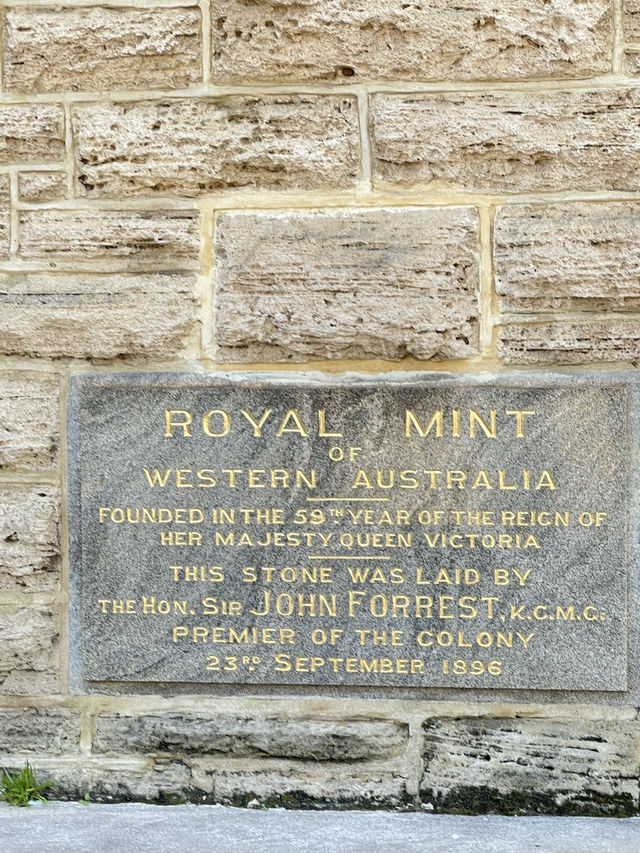 ROYAL MINT
OF
WESTERN AUSTRALIA
FOUNDED IN THE 59TH YEAR OF THE REIGN OF
HER MAJESTY QUEEN VICTORIA
THIS STONE WAS LAID BY
THE HON. SIR JOHN FORREST, K.C.M.G.
PREMIER OF THE COLONY
23RD SEPTEMBER 1896